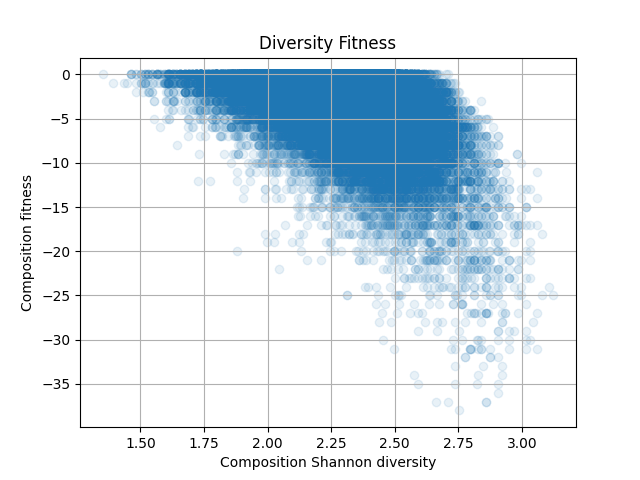 Diversity Fitness
Composition fitness
0
−5
−10
−15
−20
−25
−30
−35
1.50 1.75 2.00 2.25 2.50 2.75 3.00
Composition Shannon diversity